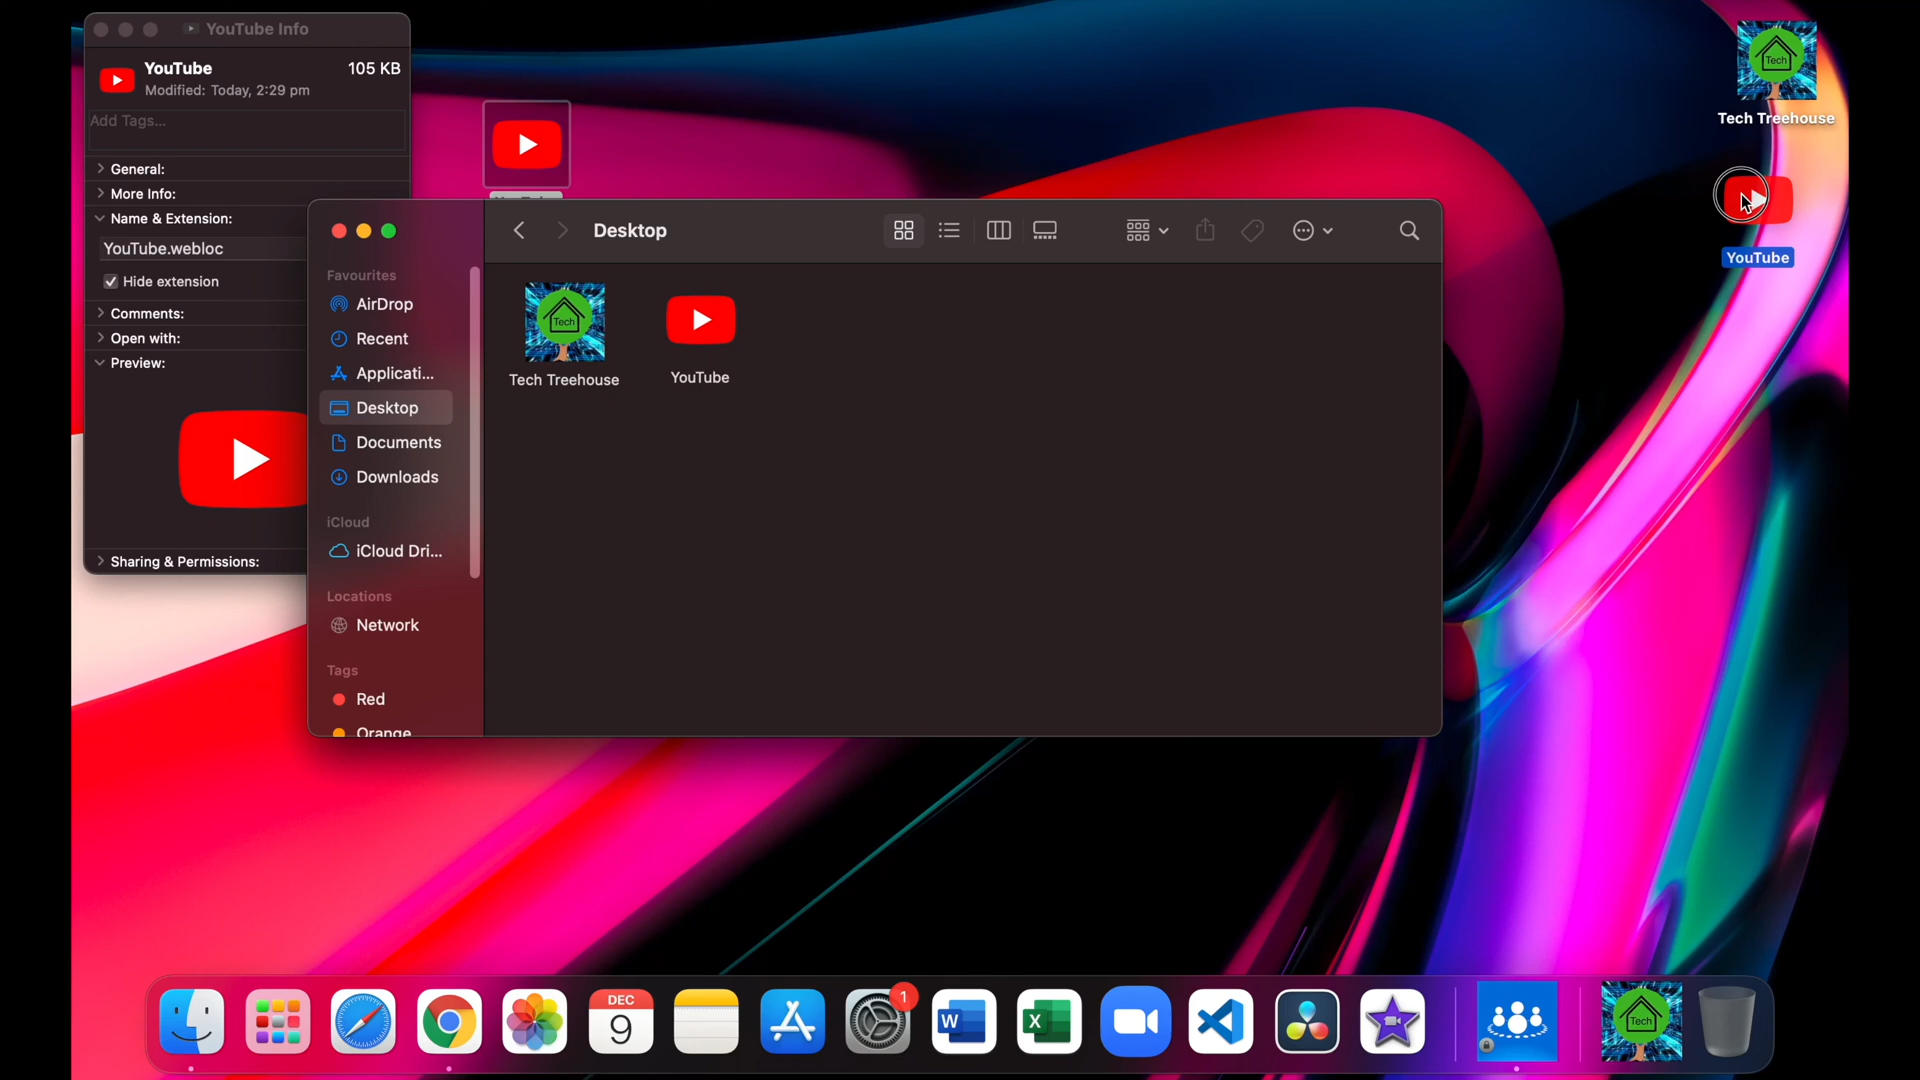 YouTube Info
YouTube 105 KB
Modified: Today, 2:29 pm
Add Tags...
General:
More Info:
Name & Extension:
YouTube.webloc
Hide extension
Comments:
Open with:
Preview:
Sharing & Permissions:
Desktop
Favourites
AirDrop
Recent
Applicati...
Desktop
Documents
Downloads
iCloud
iCloud Dri...
Locations
Network
Tags
Red
Orange
Tech
Tech Treehouse
YouTube
Tech
Tech Treehouse
YouTube
DEC
9
1
W
X
Tech